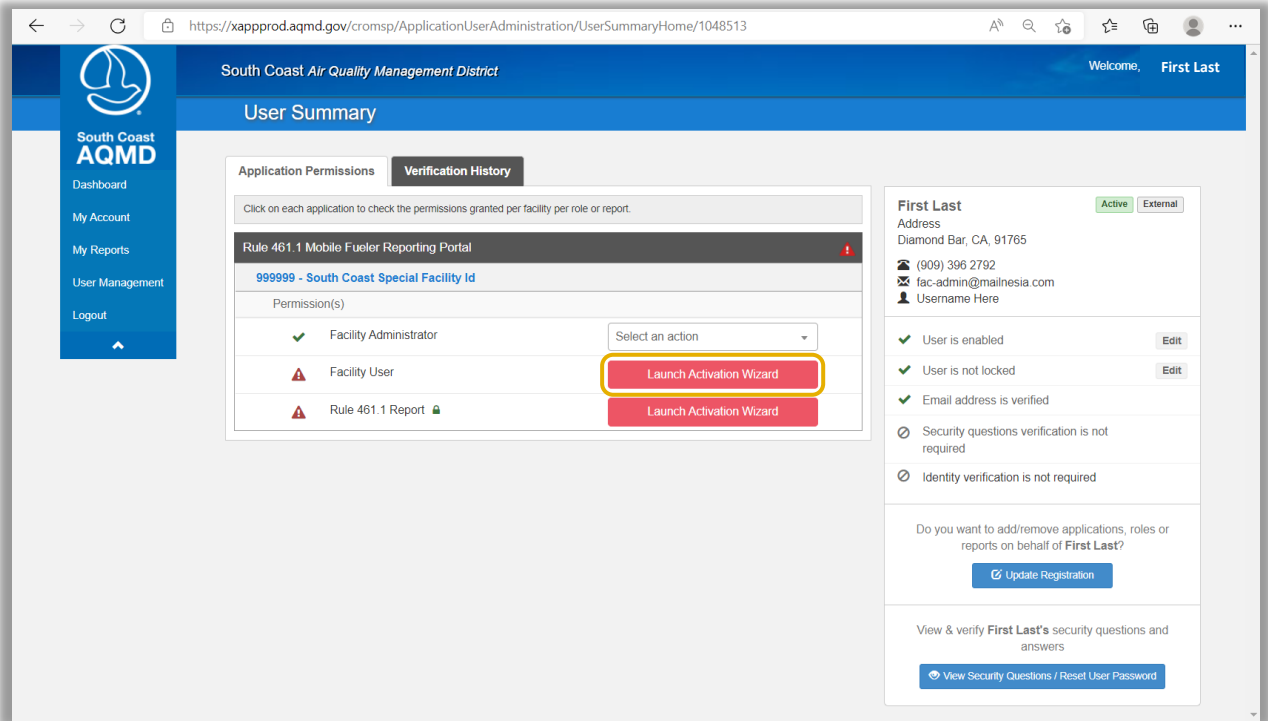 https://xappprod.aqmd.gov/cromsp/ApplicationUserAdministration/UserSummaryHome/1048513
South Coast Air Quality Management District
Welcome, First Last
User Summary
South Coast
AQMD
Dashboard
My Account
My Reports
User Management
Logout
Application Permissions
Verification History
Click on each application to check the permissions granted per facility per role or report.
Rule 461.1 Mobile Fueler Reporting Portal
999999 - South Coast Special Facility Id
Permission(s)
Facility Administrator
Select an action
Facility User
Launch Activation Wizard
Rule 461.1 Report
Launch Activation Wizard
First Last
Active
External
Address
Diamond Bar, CA, 91765
(909) 396 2792
fac-admin@mailnesia.com
Username Here
User is enabled
Edit
User is not locked
Edit
Email address is verified
Security questions verification is not
required
Identity verification is not required
Do you want to add/remove applications, roles or
reports on behalf of First Last?
Update Registration
View & verify First Last's security questions and
answers
View Security Questions / Reset User Password